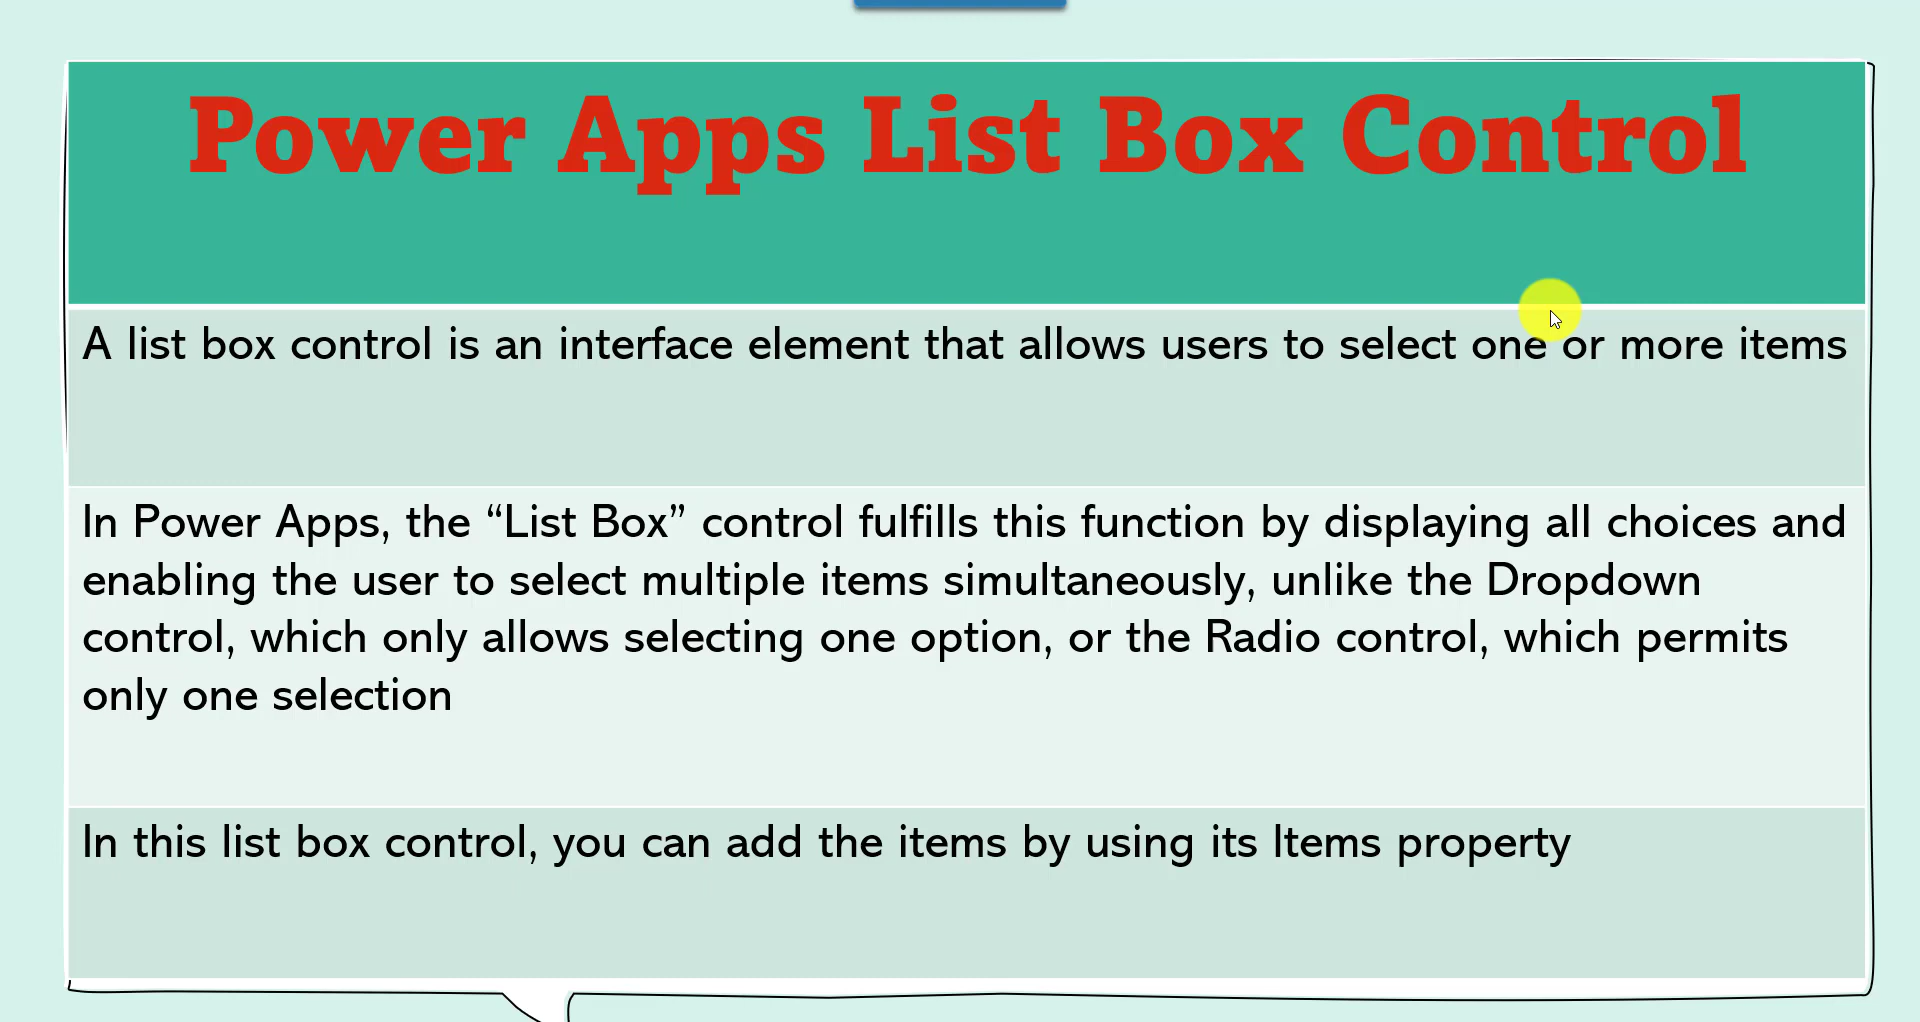 Power Apps List Box Control
A list box control is an interface element that allows users to select one or more items
In Power Apps, the “List Box” control fulfills this function by displaying all choices and
enabling the user to select multiple items simultaneously, unlike the Dropdown
control, which only allows selecting one option, or the Radio control, which permits
only one selection
In this list box control, you can add the items by using its Items property